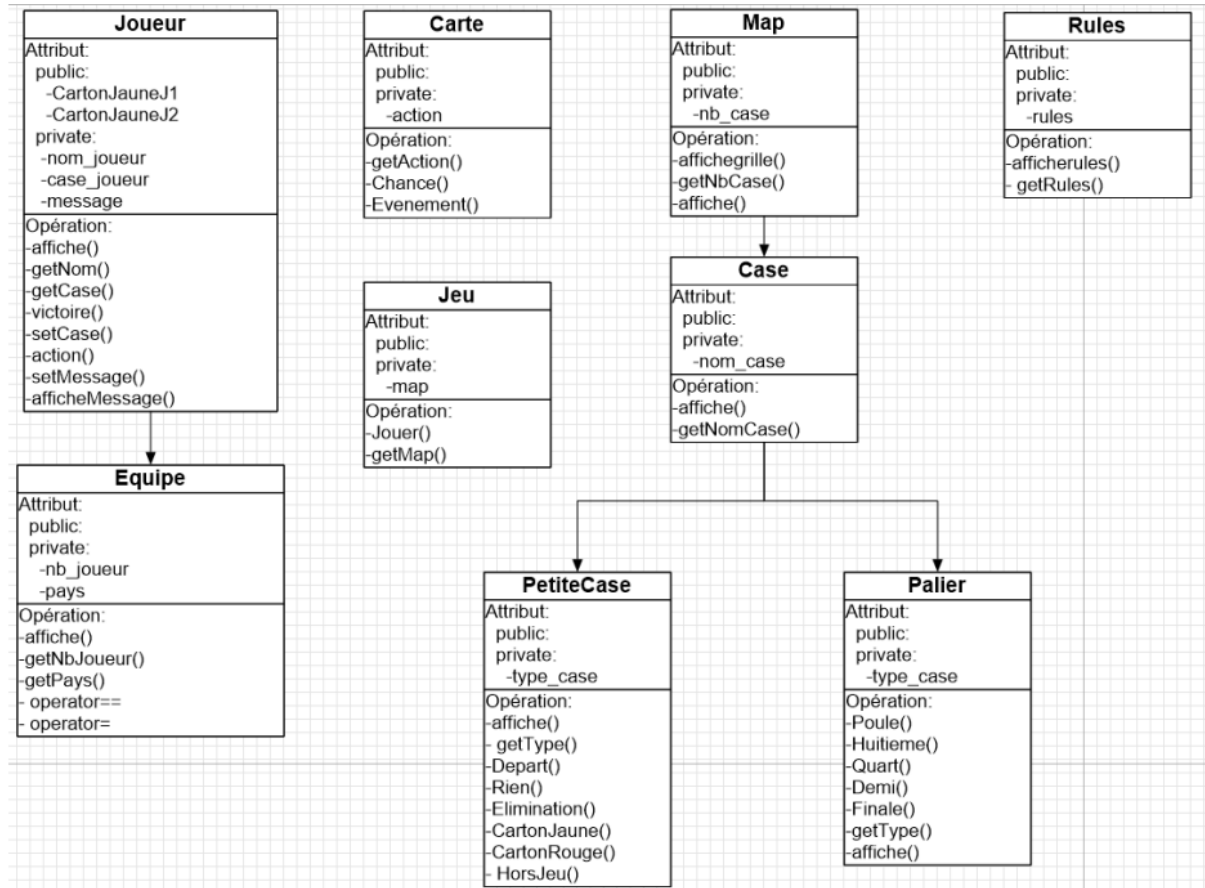 Joueur
Attribut:
public:
-CartonJauneJ1
-CartonJauneJ2
private:
-nom_joueur
-case_joueur
-message
Opération:
-affiche()
-getNom()
-getCase()
-victoire()
-setCase()
-action()
-setMessage()
-afficheMessage()
Equipe
Attribut:
public:
private:
-nb_joueur
-pays
Opération:
-affiche()
-getNbJoueur()
-getPays()
- operator==
- operator=
Carte
Attribut:
public:
private:
-action
Opération:
-getAction()
-Chance()
-Evenement()
Jeu
Attribut:
public:
private:
-map
Opération:
-Jouer()
-getMap()
Map
Attribut:
public:
private:
-nb_case
Opération:
-affichegrille()
-getNbCase()
-affiche()
Case
Attribut:
public:
private:
-nom_case
Opération:
-affiche()
-getNomCase()
PetiteCase
Attribut:
public:
private:
-type_case
Opération:
-affiche()
- getType()
-Depart()
-Rien()
-Elimination()
-CartonJaune()
-CartonRouge()
- HorsJeu()
Palier
Attribut:
public:
private:
-type_case
Opération:
-Poule()
-Huitieme()
-Quart()
-Demi()
-Finale()
-getType()
-affiche()
Rules
Attribut:
public:
private:
-rules
Opération:
-afficherules()
- getRules()